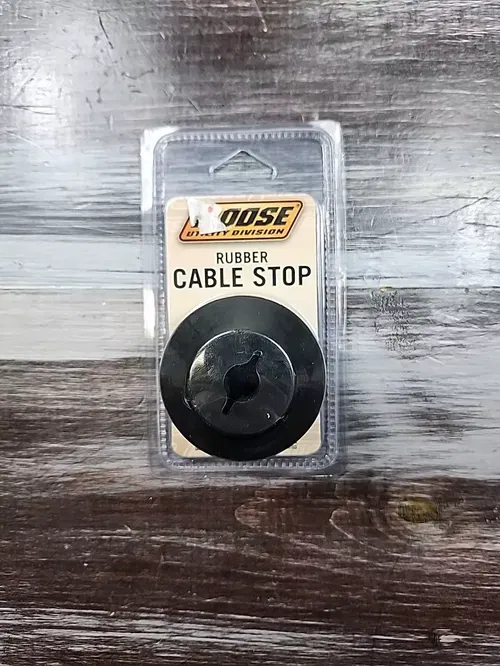 MOOSE
UTILITY DIVISION
RUBBER
CABLE STOP